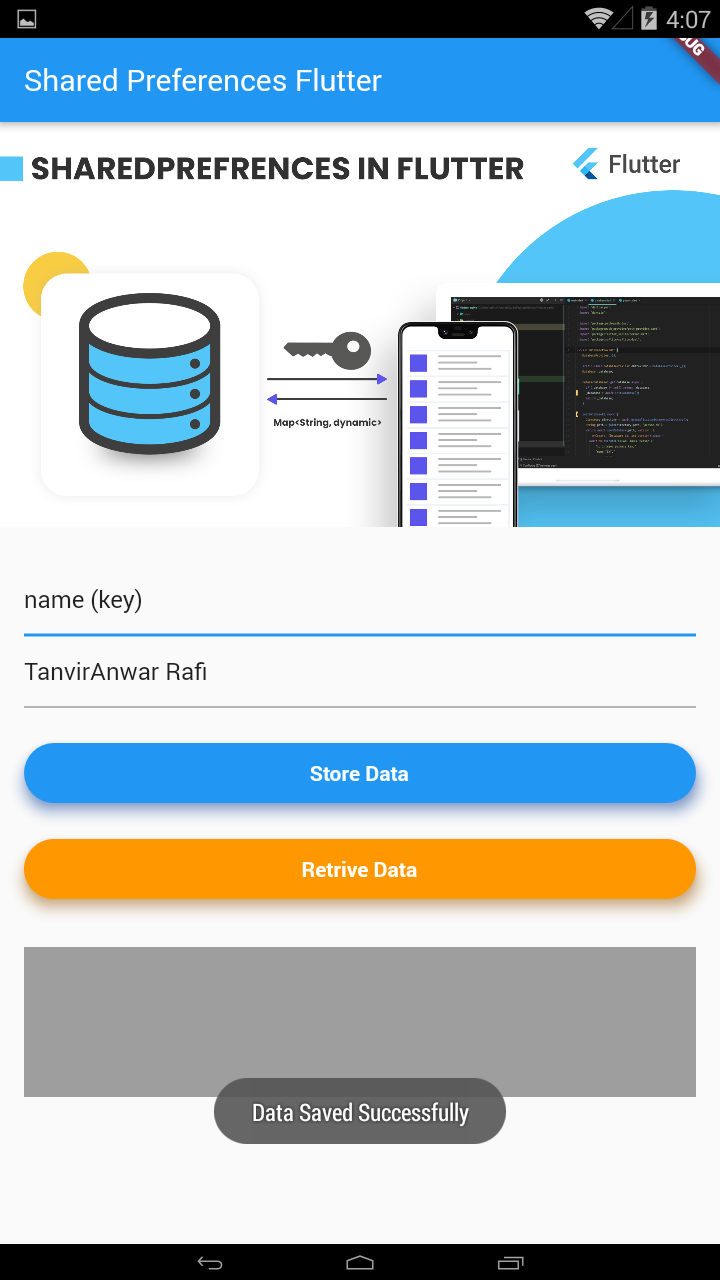 4:07
Shared Preferences Flutter
SHAREDPREFRENCES IN FLUTTER
Flutter
Map<String, dynamic>
name (key)
TanvirAnwar Rafi
Store Data
Retrive Data
Data Saved Successfully